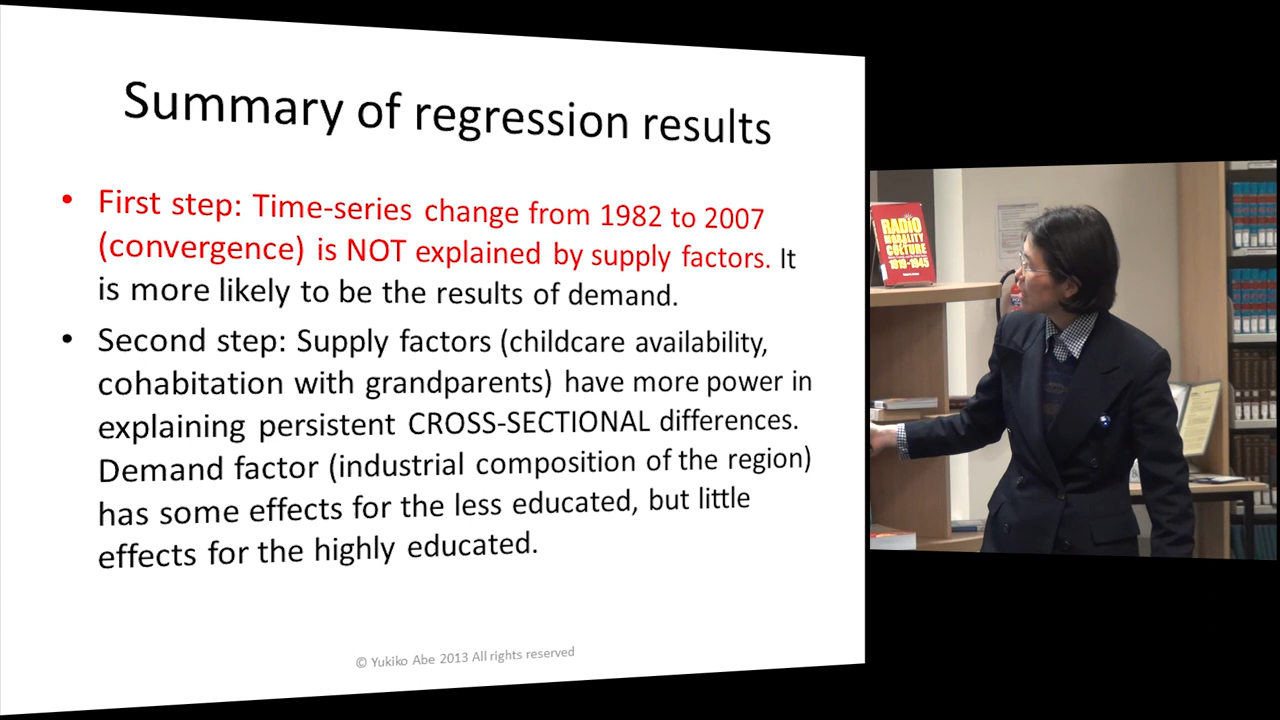 Summary of regression results
• First step: Time-series change from 1982 to 2007
(convergence) is NOT explained by supply factors. It
is more likely to be the results of demand.
• Second step: Supply factors (childcare availability,
cohabitation with grandparents) have more power in
explaining persistent CROSS-SECTIONAL differences.
Demand factor (industrial composition of the region)
has some effects for the less educated, but little
effects for the highly educated.
© Yukiko Abe 2013 All rights reserved
RADIO
MORALITY
CULTURE
1919-1945